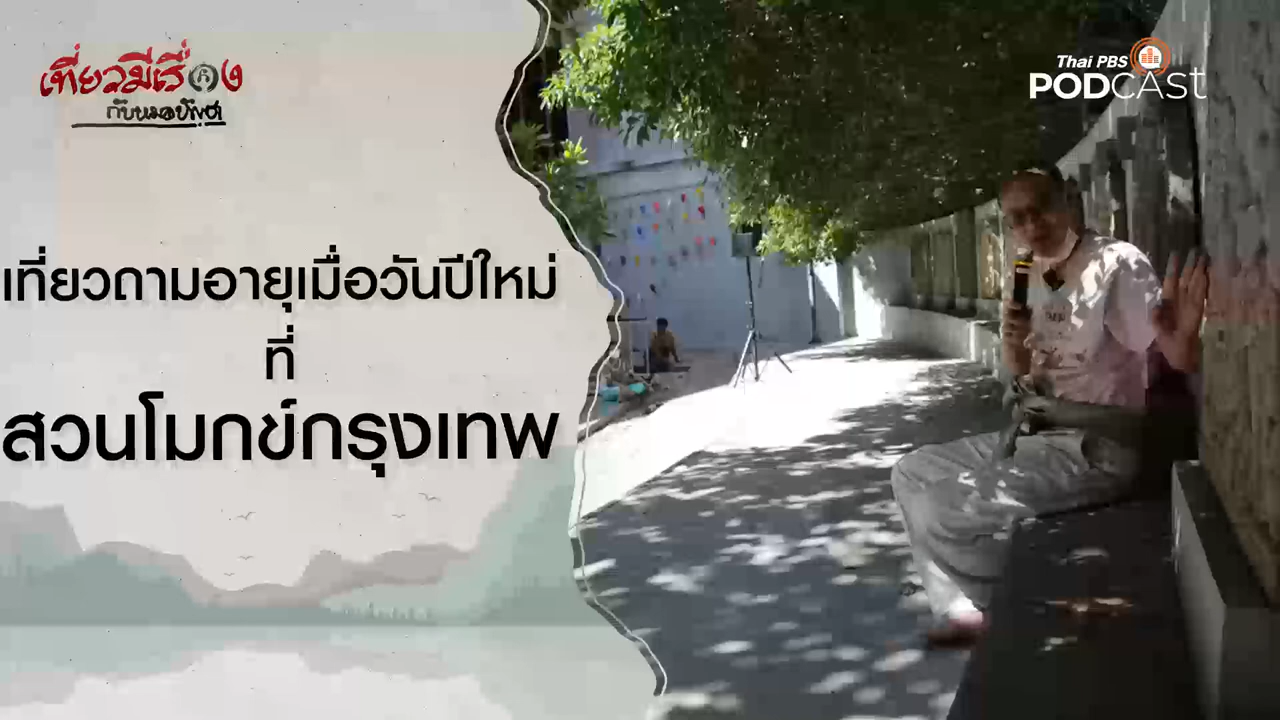 เที่ยวมีเรื่อง
กับหมอบัญชา
Thai PBS
PODCAST
เที่ยวถามอายุเมื่อวันปีใหม่
ที่
สวนโมกข์กรุงเทพ